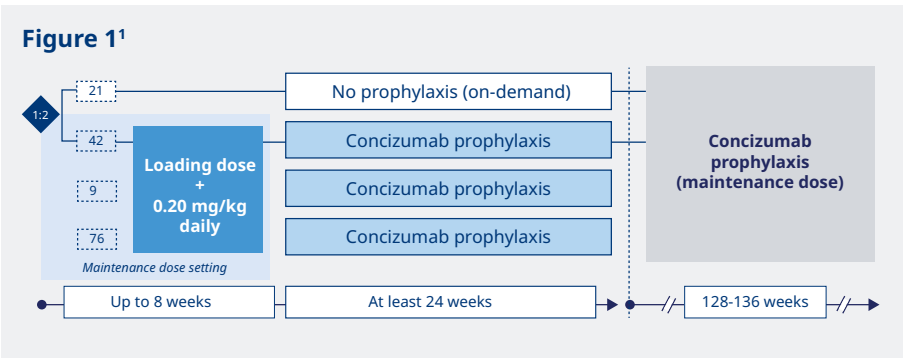 Figure 1¹
21
No prophylaxis (on-demand)
1:2
42
Concizumab prophylaxis
Loading dose
+
0.20 mg/kg
daily
9
Concizumab prophylaxis
76
Concizumab prophylaxis
Maintenance dose setting
Concizumab
prophylaxis
(maintenance dose)
Up to 8 weeks
At least 24 weeks
128-136 weeks